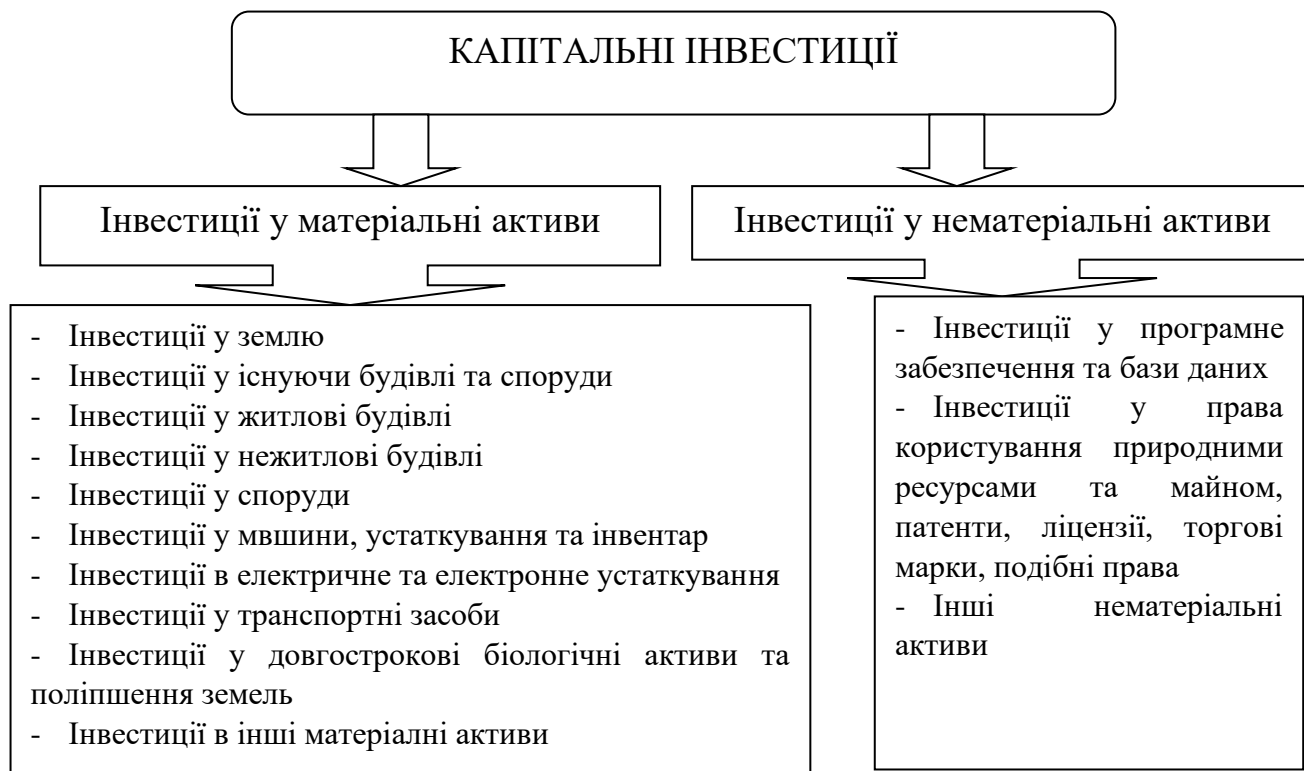 КАПІТАЛЬНІ ІНВЕСТИЦІЇ
Інвестиції у матеріальні активи
Інвестиції у нематеріальні активи
- Інвестиції у землю
- Інвестиції у існуючи будівлі та споруди
- Інвестиції у житлові будівлі
- Інвестиції у нежитлові будівлі
- Інвестиції у споруди
- Інвестиції у мвшини, устаткування та інвентар
- Інвестиції в електричне та електронне устаткування
- Інвестиції у транспортні засоби
- Інвестиції у довгострокові біологічні активи та
поліпшення земель
- Інвестиції в інші матеріалні активи
- Інвестиції у програмне
забезпечення та бази даних
- Інвестиції у права
користування природними
ресурсами та майном,
патенти, ліцензії, торгові
марки, подібні права
- Інші нематеріальні
активи